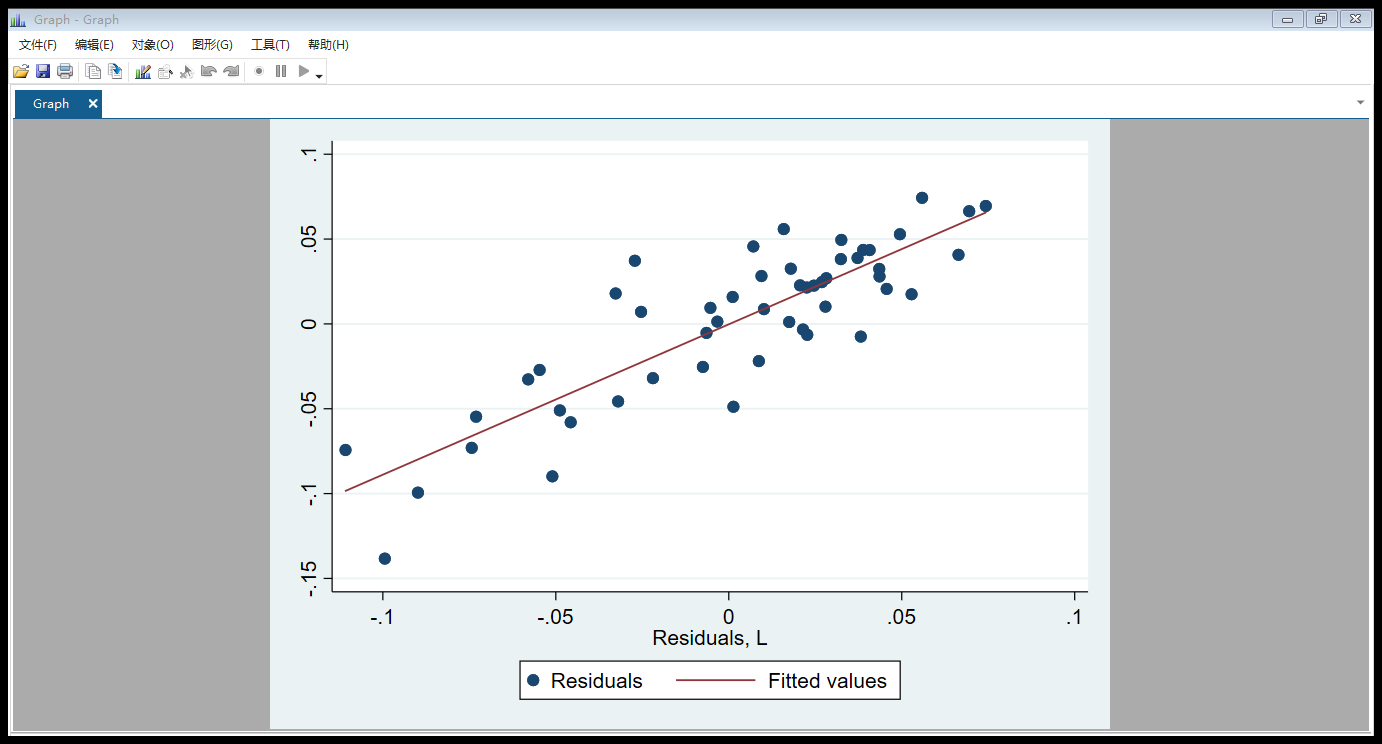 Graph - Graph
文件(F) 编辑(E) 对象(O) 图形(G) 工具(T) 帮助(H)
Graph
.1
.05
0
-.05
-.1
-.15
-.1 -.05 0 .05 .1
Residuals, L
Residuals Fitted values